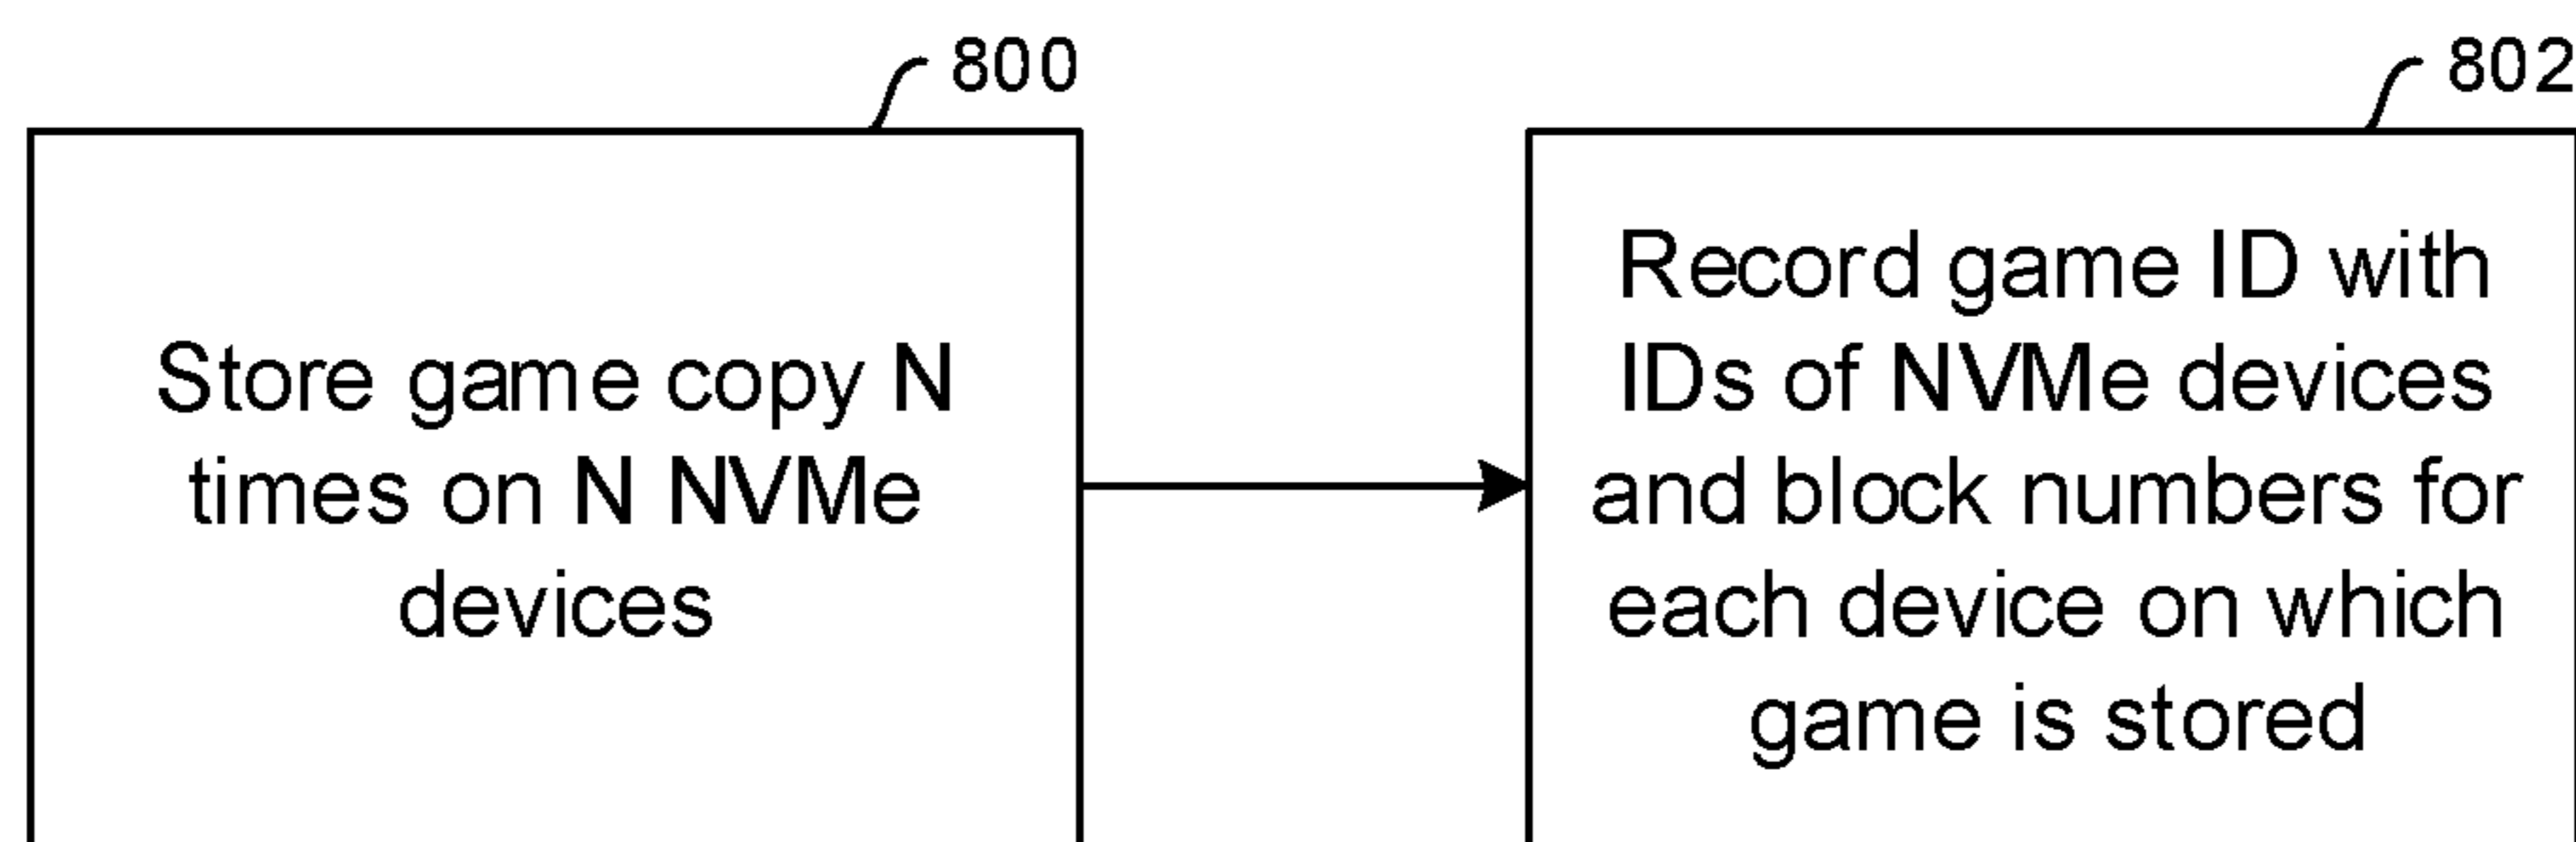 800
Store game copy N
times on N NVMe
devices
802
Record game ID with
IDs of NVMe devices
and block numbers for
each device on which
game is stored